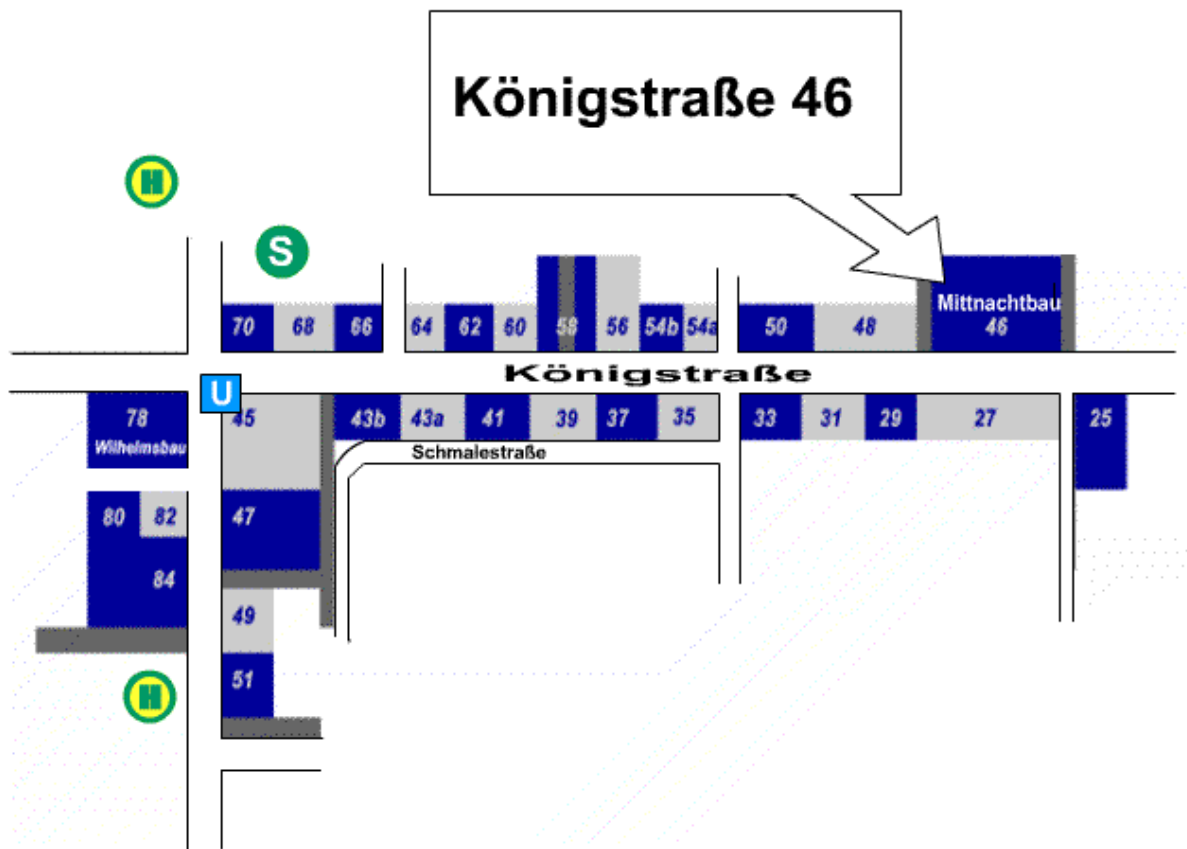 Königstraße 46
H
S
Mittnachtbau
70 68 66 64 62 60 58 56 54b 54a 50 48 46
Königstraße
U
78 45 43b 43a 41 39 37 35 33 31 29 27 25
Wilhelmsbau
Schmalestraße
80 82 47
84
49
51
H